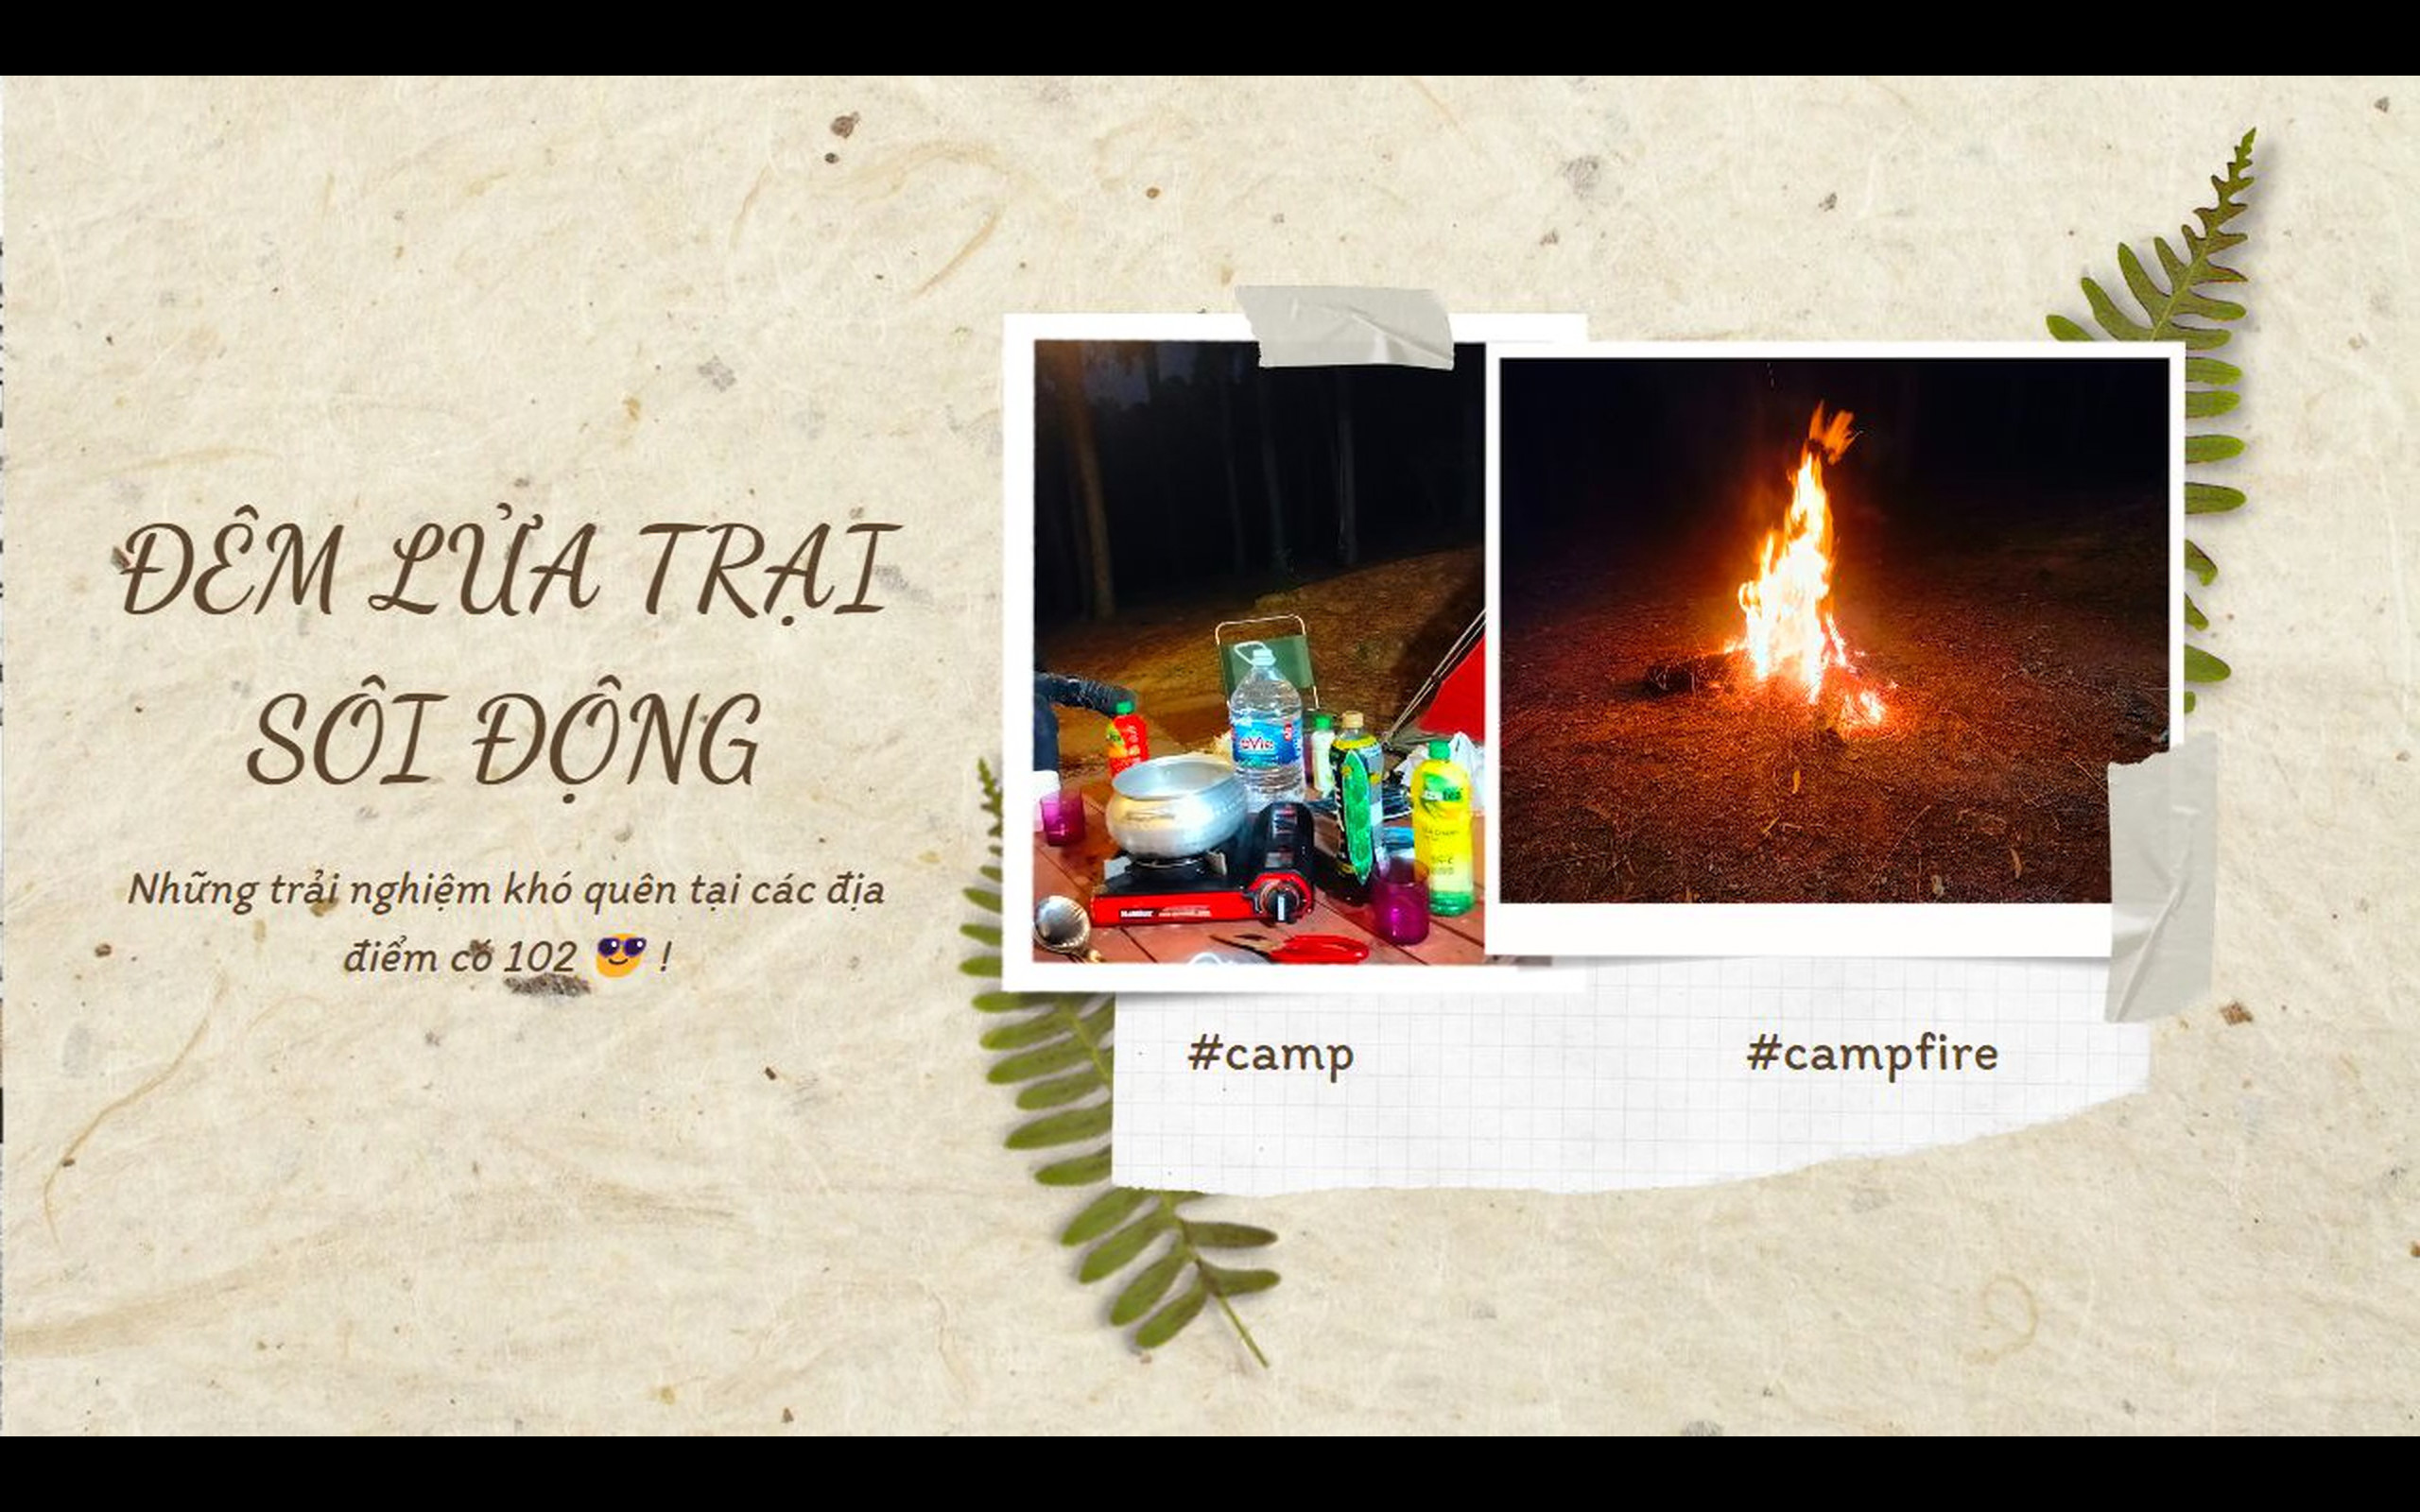 ĐÊM LỬA TRẠI
SÔI ĐỘNG
Những trải nghiệm khó quên tại các địa
điểm có 102 😎 !
#camp
#campfire